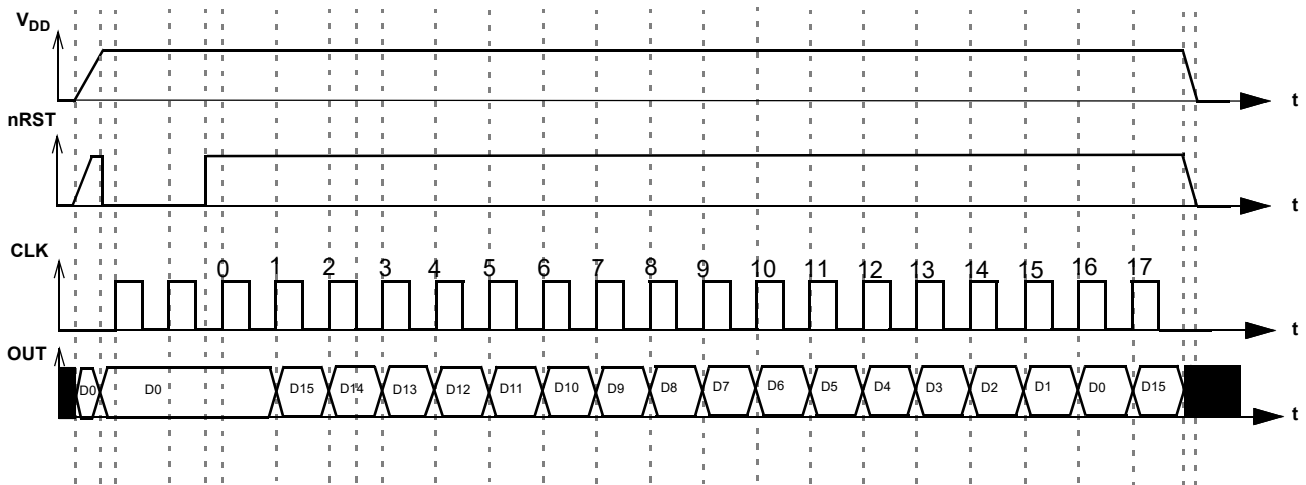 VDD
t
nRST
t
CLK
0 1 2 3 4 5 6 7 8 9 10 11 12 13 14 15 16 17
t
OUT
D0 D0 D15 D14 D13 D12 D11 D10 D9 D8 D7 D6 D5 D4 D3 D2 D1 D0 D15
t